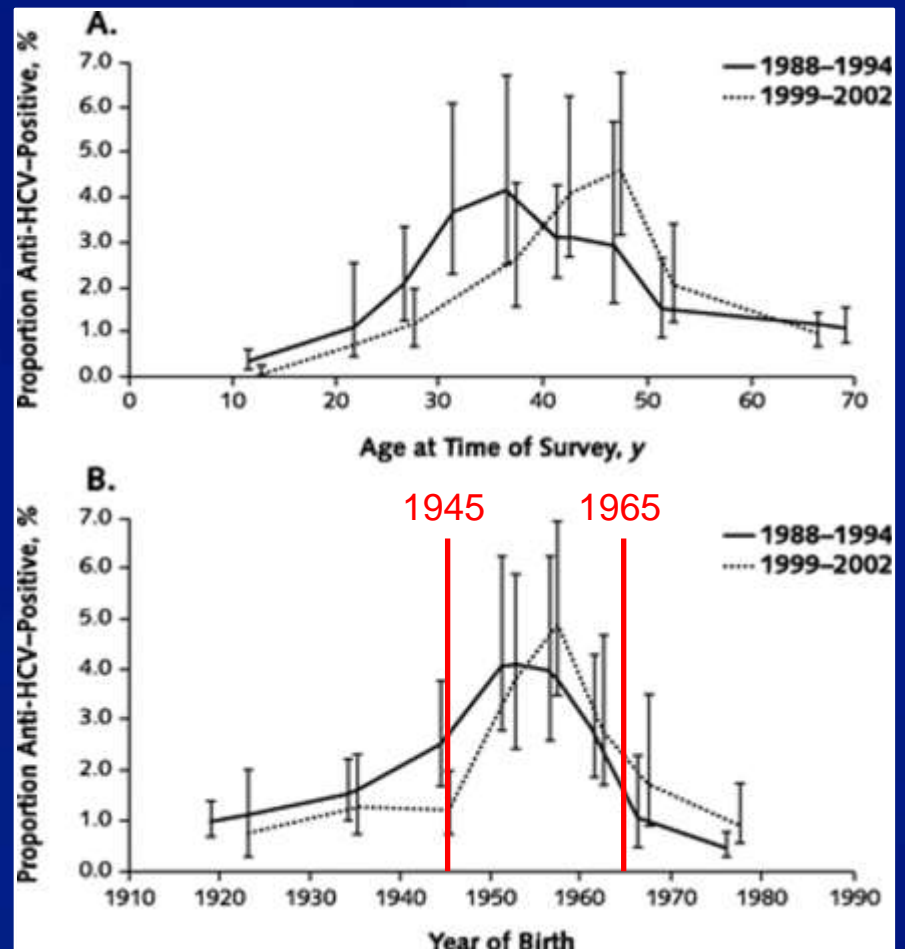 A.
Proportion Anti-HCV–Positive, %
7.0
6.0
5.0
4.0
3.0
2.0
1.0
0.0
1988–1994
1999–2002
0 10 20 30 40 50 60 70
Age at Time of Survey, y
B.
1945 1965
Proportion Anti-HCV–Positive, %
7.0
6.0
5.0
4.0
3.0
2.0
1.0
0.0
1988–1994
1999–2002
1910 1920 1930 1940 1950 1960 1970 1980 1990
Year of Birth